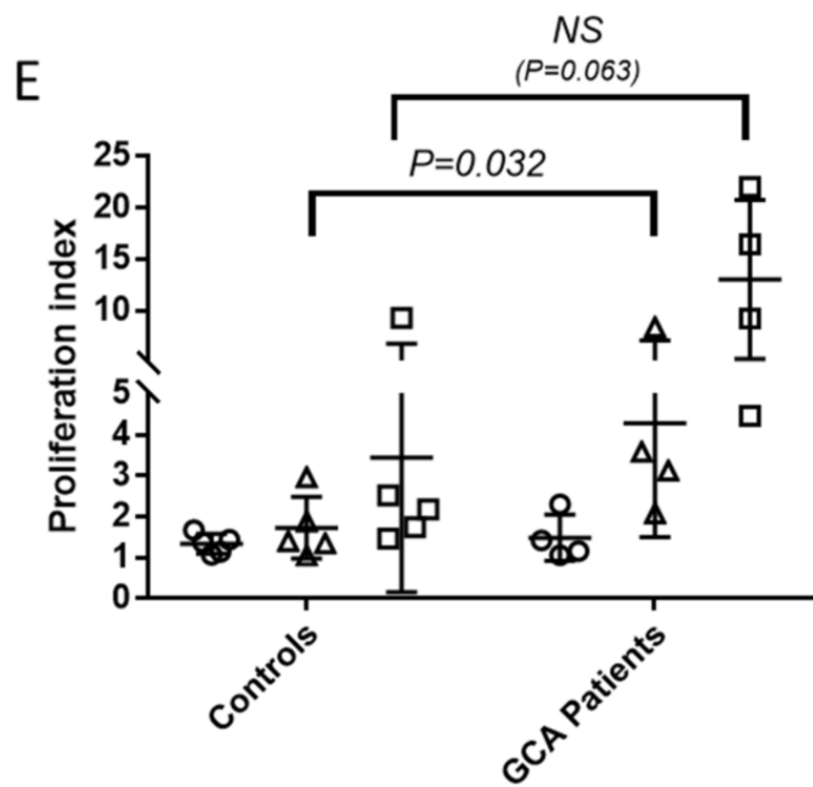 E
NS
(P=0.063)
P=0.032
Proliferation index
25
20
15
10
5
4
3
2
1
0
Controls
GCA Patients